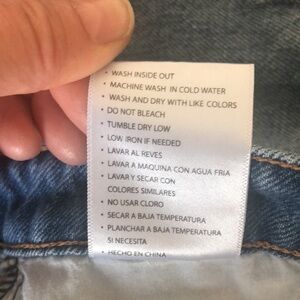 • WASH INSIDE OUT
• MACHINE WASH IN COLD WATER
• WASH AND DRY WITH LIKE COLORS
• DO NOT BLEACH
• TUMBLE DRY LOW
• LOW IRON IF NEEDED
• LAVAR AL REVES
• LAVAR A MAQUINA CON AGUA FRIA
• LAVAR Y SECAR CON
COLORES SIMILARES
• NO USAR CLORO
• SECAR A BAJA TEMPERATURA
• PLANCHAR A BAJA TEMPERATURA
SI NECESITA
• HECHO EN CHINA